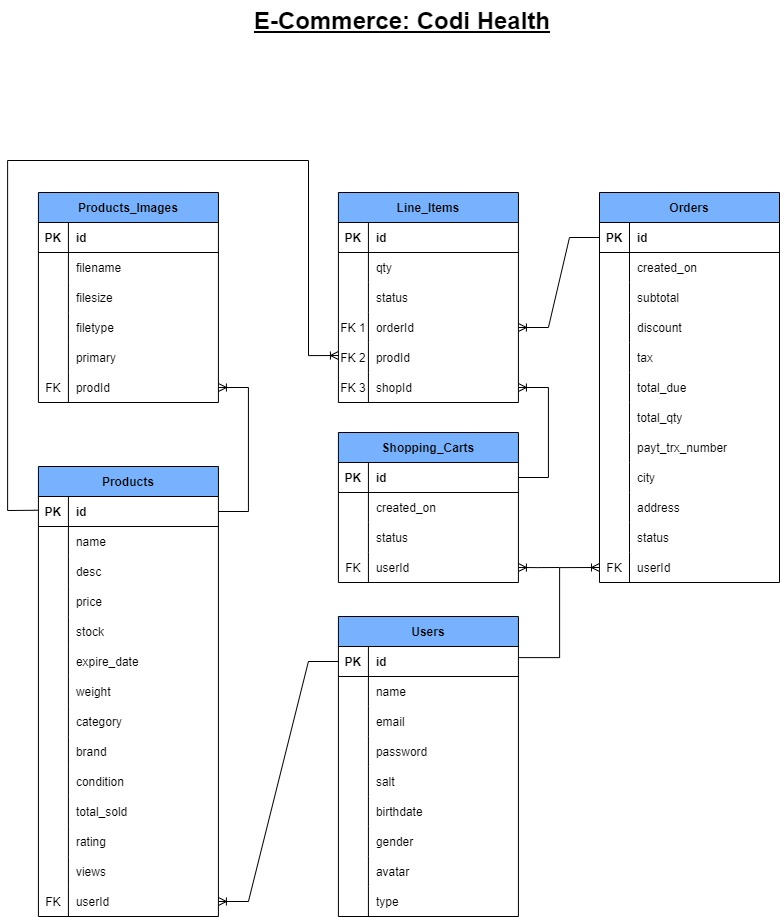 E-Commerce: Codi Health
Products_Images
PK id
filename
filesize
filetype
primary
FK prodId
Line_Items
PK id
qty
status
FK 1 orderId
FK 2 prodId
FK 3 shopId
Orders
PK id
created_on
subtotal
discount
tax
total_due
total_qty
payt_trx_number
city
address
status
FK userId
Shopping_Carts
PK id
created_on
status
FK userId
Products
PK id
name
desc
price
stock
expire_date
weight
category
brand
condition
total_sold
rating
views
FK userId
Users
PK id
name
email
password
salt
birthdate
gender
avatar
type